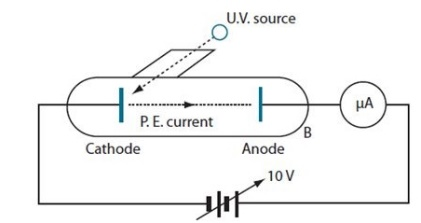 U.V. source
μA
P. E. current
B
Cathode
Anode
10 V